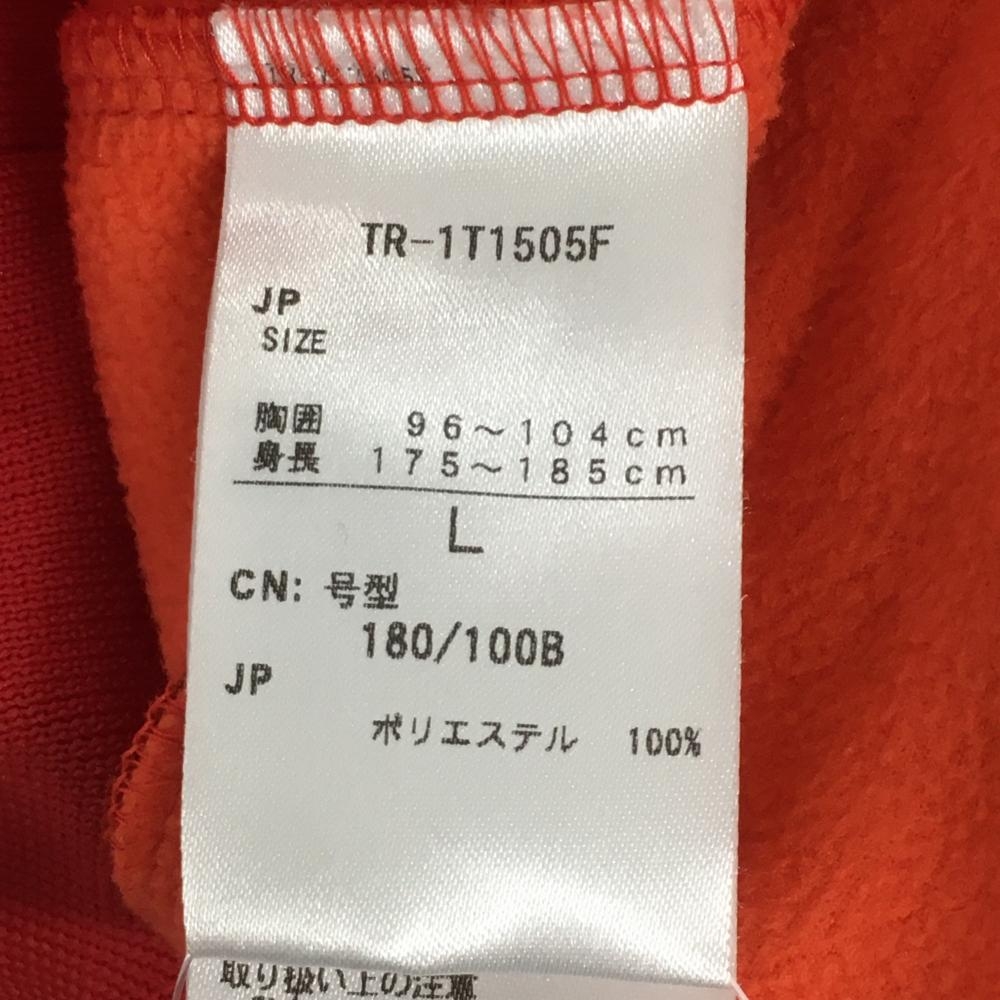 TR-1T1505F
JP
SIZE
胸囲 96～104cm
身長 175～185cm
L
CN: 号型
180/100B
JP
ポリエステル 100%
取り扱い上の注意